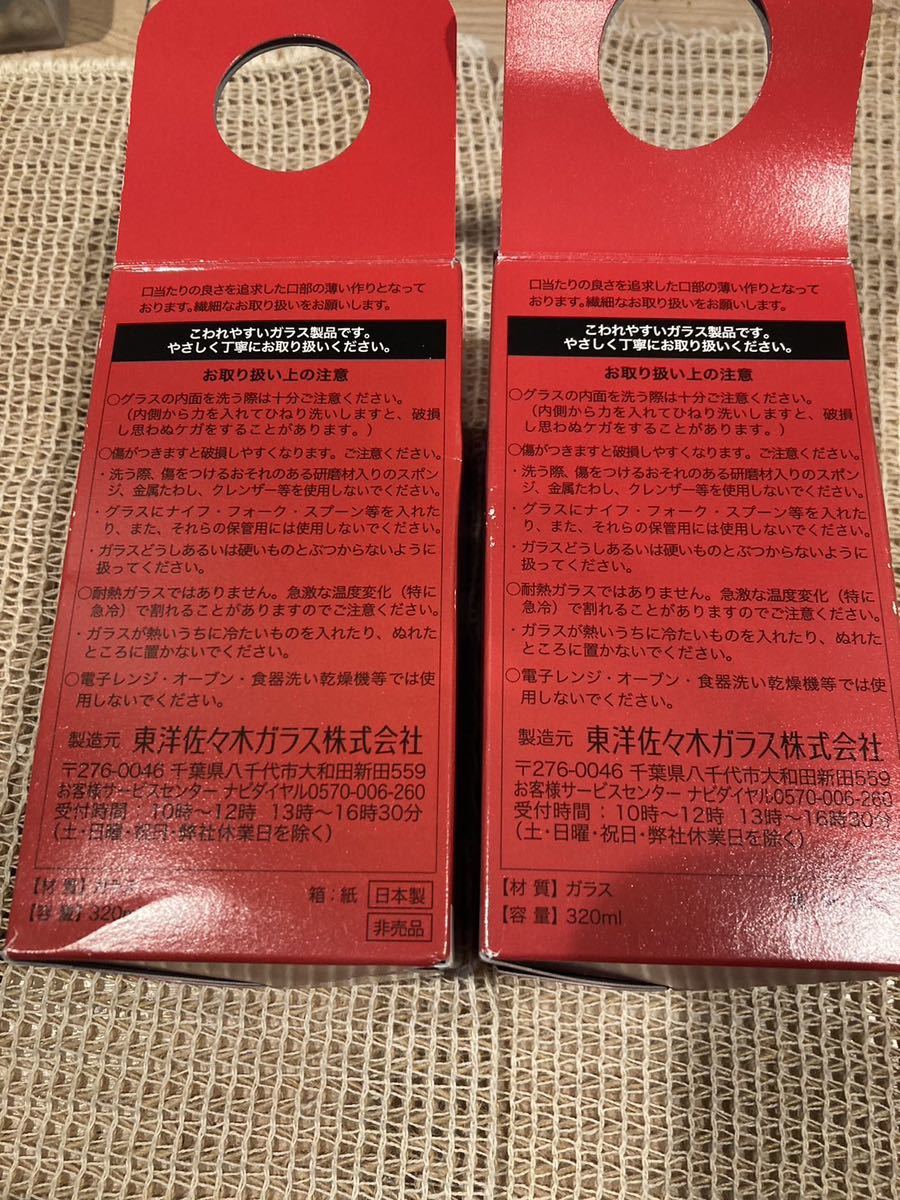 口当たりの良さを追求した口部の薄い作りとなって
おります。繊細なお取り扱いをお願いします。
こわれやすいガラス製品です。
やさしく丁寧にお取り扱いください。
お取り扱い上の注意
○グラスの内面を洗う際は十分ご注意ください。
（内側から力を入れてひねり洗いしますと、破損
し思わぬケガをすることがあります。）
○傷がつきますと破損しやすくなります。ご注意ください。
・洗う際、傷をつけるおそれのある研磨材入りのスポン
ジ、金属たわし、クレンザー等を使用しないでください。
・グラスにナイフ・フォーク・スプーン等を入れた
り、また、それらの保管用には使用しないでください。
・ガラスどうしあるいは硬いものとぶつからないように
扱ってください。
○耐熱ガラスではありません。急激な温度変化（特に
急冷）で割れることがありますのでご注意ください。
・ガラスが熱いうちに冷たいものを入れたり、ぬれた
ところに置かないでください。
○電子レンジ・オーブン・食器洗い乾燥機等では使
用しないでください。
製造元 東洋佐々木ガラス株式会社
〒276-0046 千葉県八千代市大和田新田559
お客様サービスセンター ナビダイヤル0570-006-260
受付時間：10時〜12時 13時〜16時30分
（土・日曜・祝日・弊社休業日を除く）
【材 質】ガラス 箱：紙 日本製
【容 量】320ml 非売品
口当たりの良さを追求した口部の薄い作りとなって
おります。繊細なお取り扱いをお願いします。
こわれやすいガラス製品です。
やさしく丁寧にお取り扱いください。
お取り扱い上の注意
○グラスの内面を洗う際は十分ご注意ください。
（内側から力を入れてひねり洗いしますと、破損
し思わぬケガをすることがあります。）
○傷がつきますと破損しやすくなります。ご注意ください。
・洗う際、傷をつけるおそれのある研磨材入りのスポン
ジ、金属たわし、クレンザー等を使用しないでください。
・グラスにナイフ・フォーク・スプーン等を入れた
り、また、それらの保管用には使用しないでください。
・ガラスどうしあるいは硬いものとぶつからないように
扱ってください。
○耐熱ガラスではありません。急激な温度変化（特に
急冷）で割れることがありますのでご注意ください。
・ガラスが熱いうちに冷たいものを入れたり、ぬれた
ところに置かないでください。
○電子レンジ・オーブン・食器洗い乾燥機等では使
用しないでください。
製造元 東洋佐々木ガラス株式会社
〒276-0046 千葉県八千代市大和田新田559
お客様サービスセンター ナビダイヤル0570-006-260
受付時間：10時〜12時 13時〜16時30分
（土・日曜・祝日・弊社休業日を除く）
【材 質】ガラス
【容 量】320ml